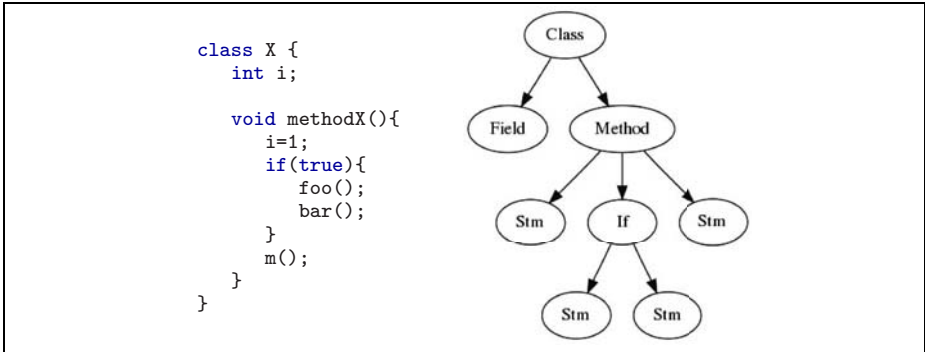 class X {
int i;
void methodX(){
i=1;
if(true){
foo();
bar();
}
m();
}
}
Class
Field Method
Stm If Stm
Stm Stm